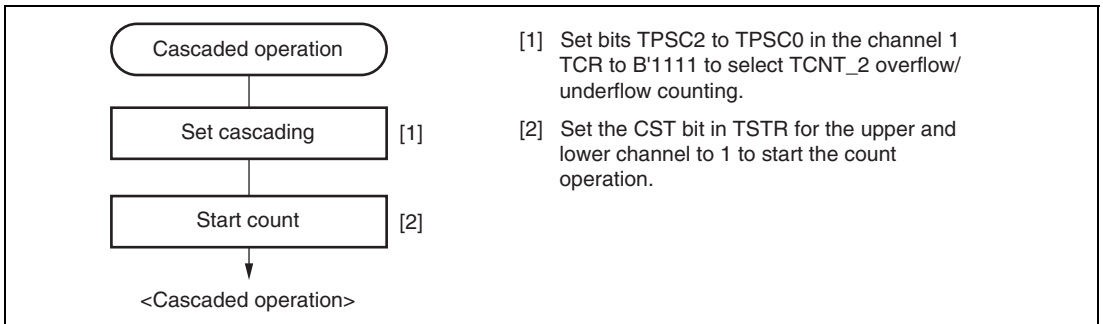 Cascaded operation
Set cascading [1]
Start count [2]
<Cascaded operation>
[1] Set bits TPSC2 to TPSC0 in the channel 1
TCR to B'1111 to select TCNT_2 overflow/
underflow counting.
[2] Set the CST bit in TSTR for the upper and
lower channel to 1 to start the count
operation.